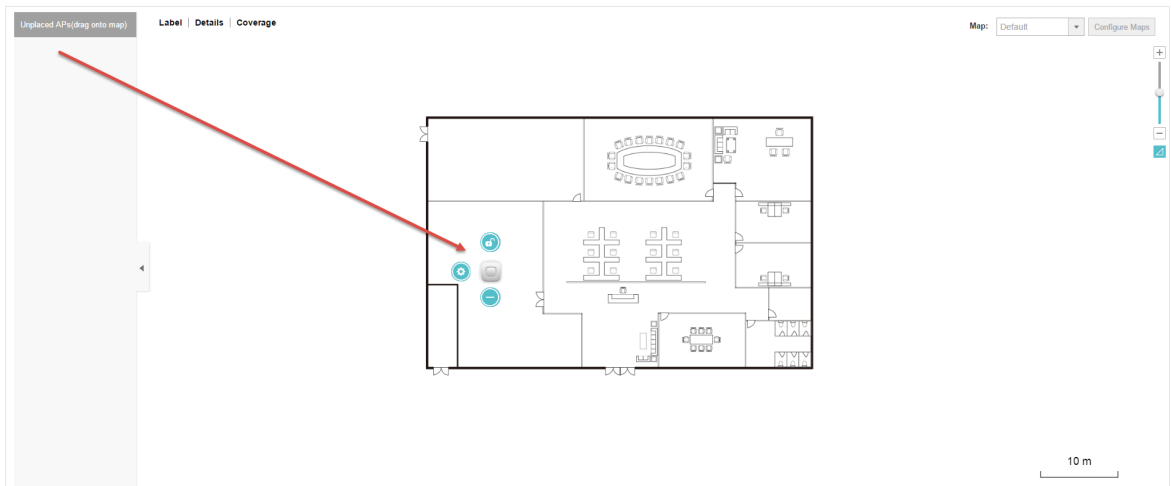 Unplaced APs(drag onto map)
Label | Details | Coverage
Map: Default
Configure Maps
10 m